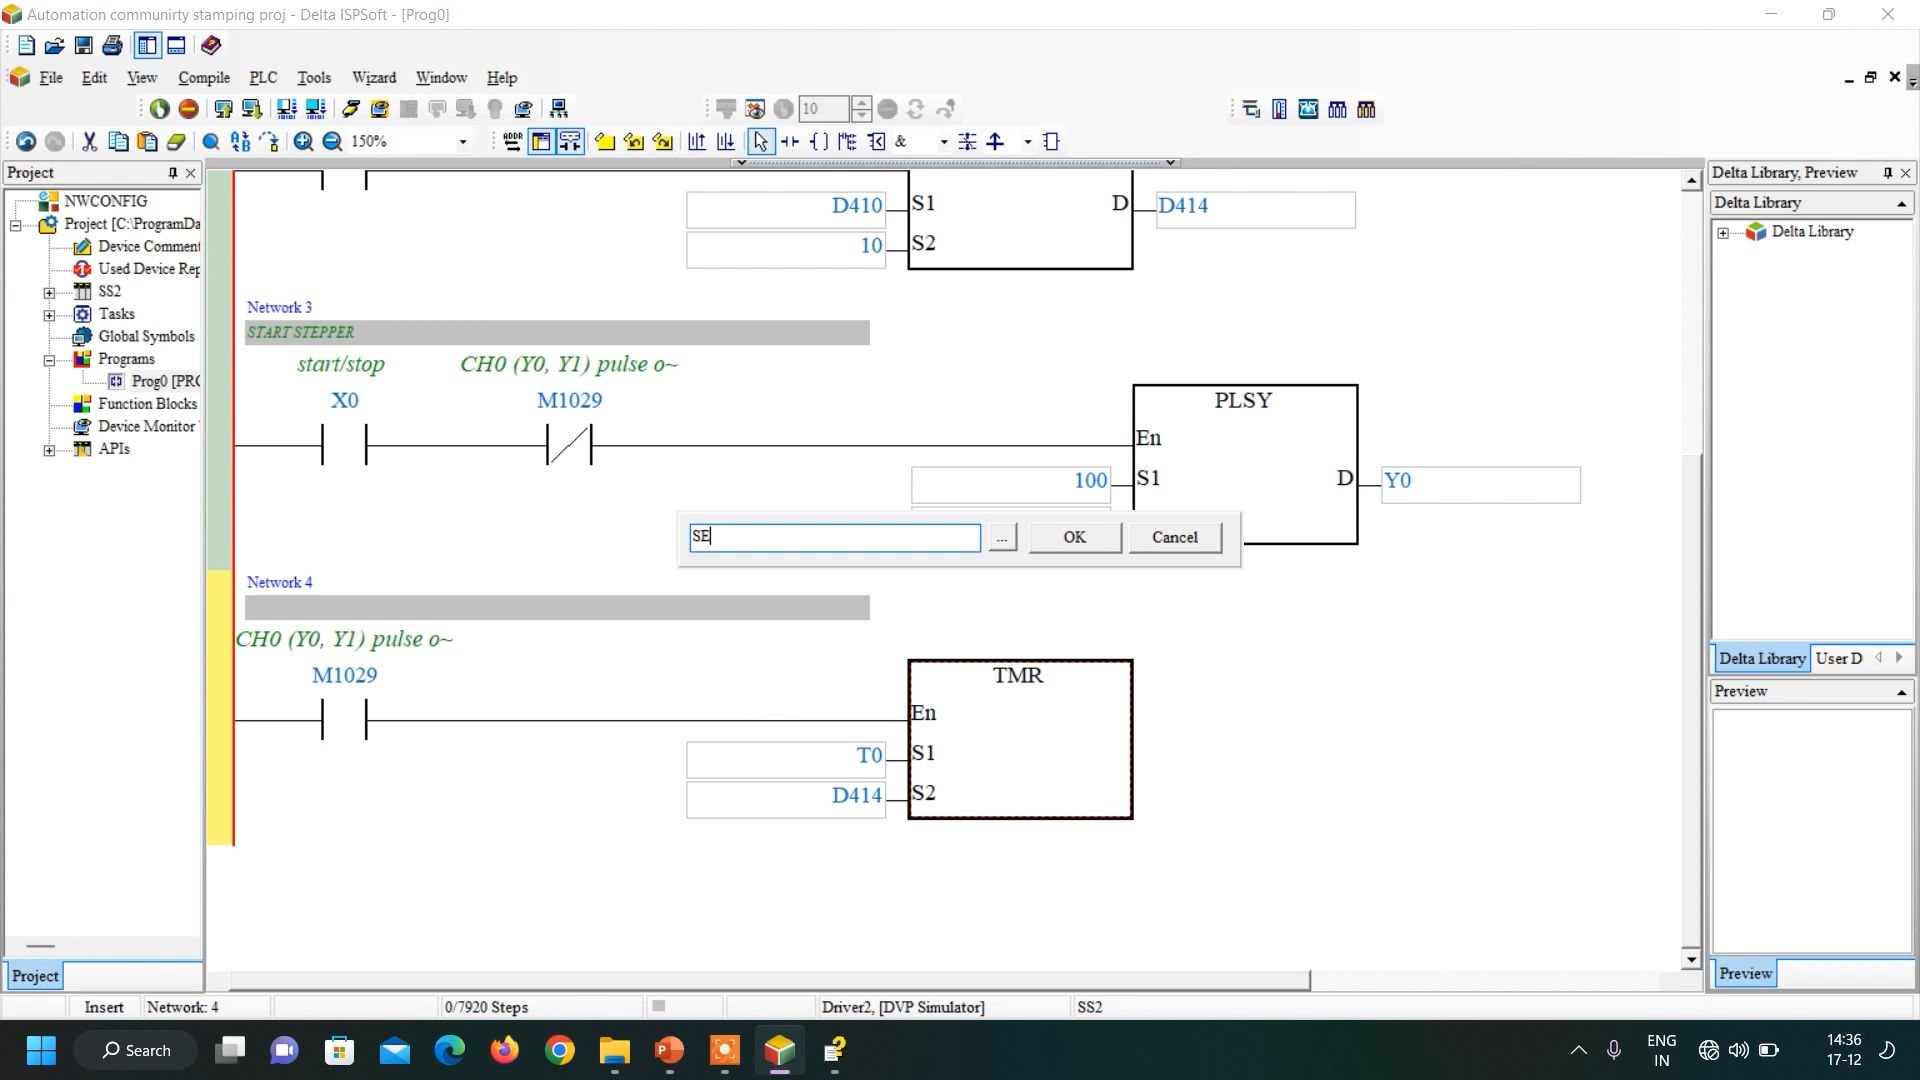 Automation communirty stamping proj - Delta ISPSoft - [Prog0]
File Edit View Compile PLC Tools Wizard Window Help
10
150%
ADDR
&
Project
NWCONFIG
Project [C:\ProgramDa
Device Comment
Used Device Rep
SS2
Tasks
Global Symbols
Programs
Prog0 [PRG
Function Blocks
Device Monitor
APIs
Project
D410 S1 D D414
10 S2
Network 3
START STEPPER
start/stop CH0 (Y0, Y1) pulse o~
X0 M1029 PLSY
En
100 S1 D Y0
SE ... OK Cancel
Network 4
CH0 (Y0, Y1) pulse o~
M1029 TMR
En
T0 S1
D414 S2
Delta Library, Preview
Delta Library
Delta Library
Delta Library User D
Preview
Preview
Insert Network: 4 0/7920 Steps Driver2, [DVP Simulator] SS2
Search
ENG
IN
14:36
17-12